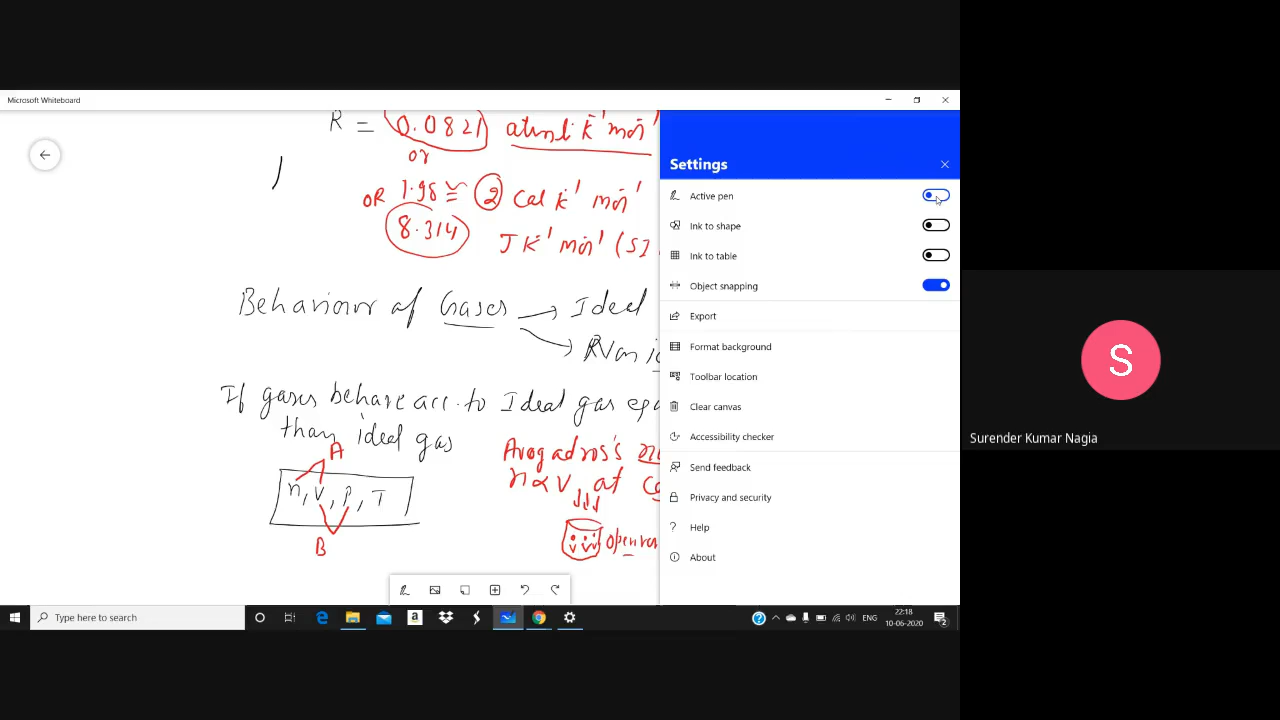 Microsoft Whiteboard
R = 0.0821 atm L K⁻¹ mol⁻¹
or
OR 1.98 ≅ 2 Cal K⁻¹ mol⁻¹
8.314 J K⁻¹ mol⁻¹ (SI
Behaviour of Gases → Ideal
If gases behave acc. to Ideal gas
than ideal gas
A
n, V, P, T
B
Avogadros's
n ∝ V, at
open
Settings
Active pen
Ink to shape
Ink to table
Object snapping
Export
Format background
Toolbar location
Clear canvas
Accessibility checker
Send feedback
Privacy and security
? Help
About
S
Surender Kumar Nagia
Type here to search
ENG
22:18
10-06-2020
2